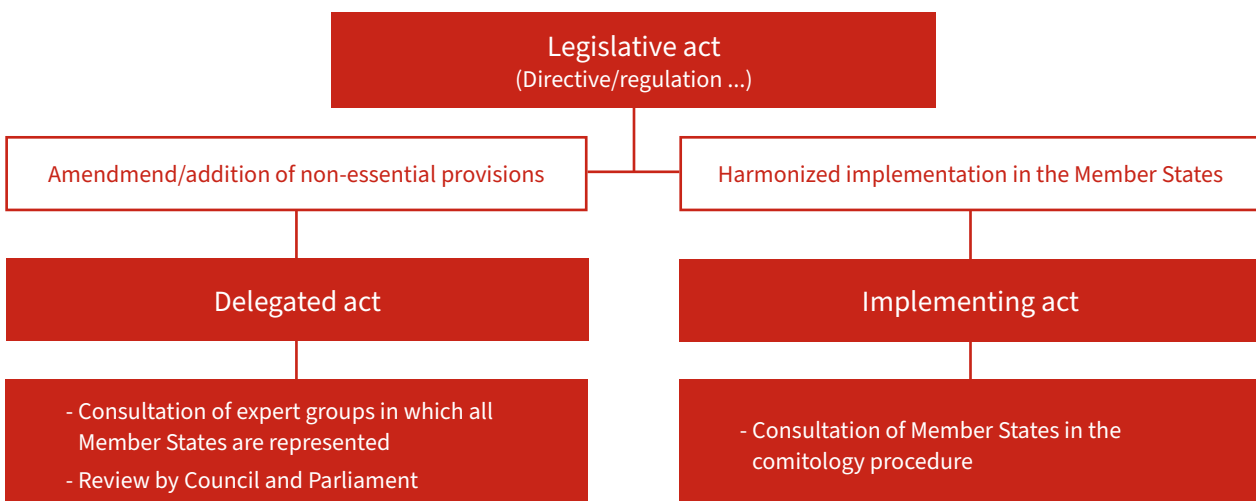 Legislative act
(Directive/regulation ...)
Amendmend/addition of non-essential provisions
Harmonized implementation in the Member States
Delegated act
Implementing act
- Consultation of expert groups in which all
Member States are represented
- Review by Council and Parliament
- Consultation of Member States in the
comitology procedure